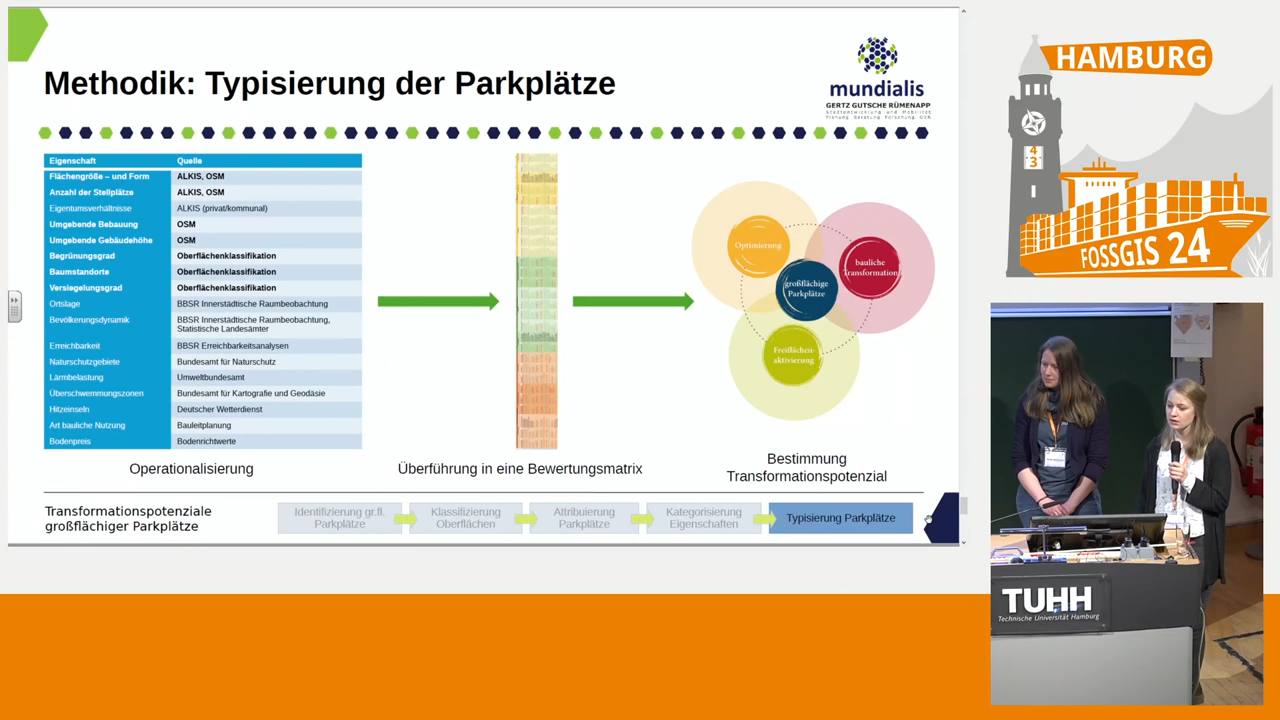 Methodik: Typisierung der Parkplätze
mundialis
GERTZ GUTSCHE RÜMENAPP
Stadtentwicklung und Mobilität
Planung Beratung Forschung GbR
Eigenschaft Quelle
Flächengröße – und Form ALKIS, OSM
Anzahl der Stellplätze ALKIS, OSM
Eigentumsverhältnisse ALKIS (privat/kommunal)
Umgebende Bebauung OSM
Umgebende Gebäudehöhe OSM
Begrünungsgrad Oberflächenklassifikation
Baumstandorte Oberflächenklassifikation
Versiegelungsgrad Oberflächenklassifikation
Ortslage BBSR Innerstädtische Raumbeobachtung
Bevölkerungsdynamik BBSR Innerstädtische Raumbeobachtung,
Statistische Landesämter
Erreichbarkeit BBSR Erreichbarkeitsanalysen
Naturschutzgebiete Bundesamt für Naturschutz
Lärmbelastung Umweltbundesamt
Überschwemmungszonen Bundesamt für Kartografie und Geodäsie
Hitzeinseln Deutscher Wetterdienst
Art bauliche Nutzung Bauleitplanung
Bodenpreis Bodenrichtwerte
Optimierung
bauliche
Transformation
großflächige
Parkplätze
Freiflächen-
aktivierung
Operationalisierung
Überführung in eine Bewertungsmatrix
Bestimmung
Transformationspotenzial
Transformationspotenziale
großflächiger Parkplätze
Identifizierung gr.fl.
Parkplätze
Klassifizierung
Oberflächen
Attribuierung
Parkplätze
Kategorisierung
Eigenschaften
Typisierung Parkplätze
HAMBURG
4
3
FOSSGIS 24
TUHH
Technische Universität Hamburg